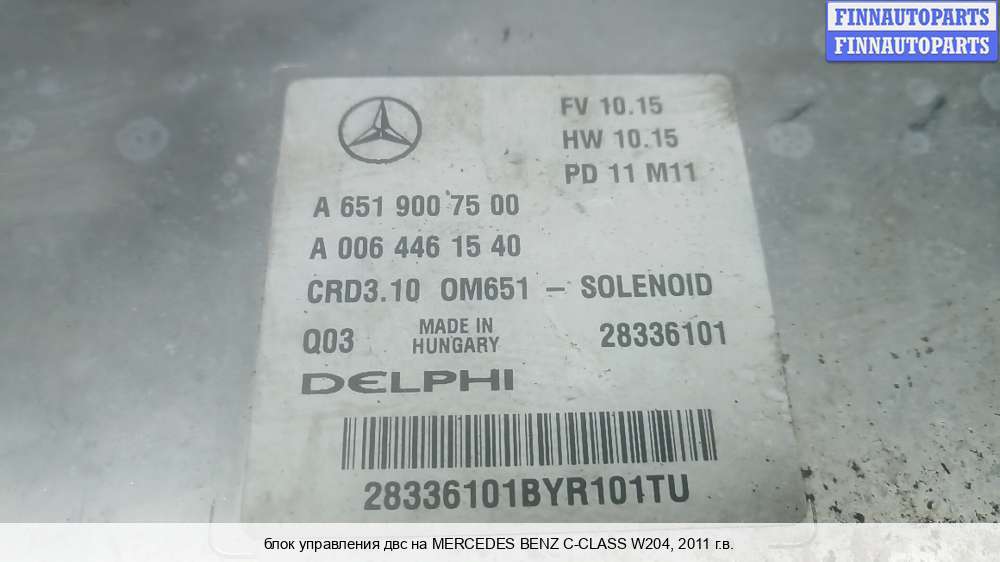 FINNAUTOPARTS
FINNAUTOPARTS
FV 10.15
HW 10.15
PD 11 M11
A 651 900 75 00
A 006 446 15 40
CRD3.10 OM651 – SOLENOID
Q03 MADE IN HUNGARY 28336101
DELPHI
28336101BYR101TU
блок управления двс на MERCEDES BENZ C-CLASS W204, 2011 г.в.